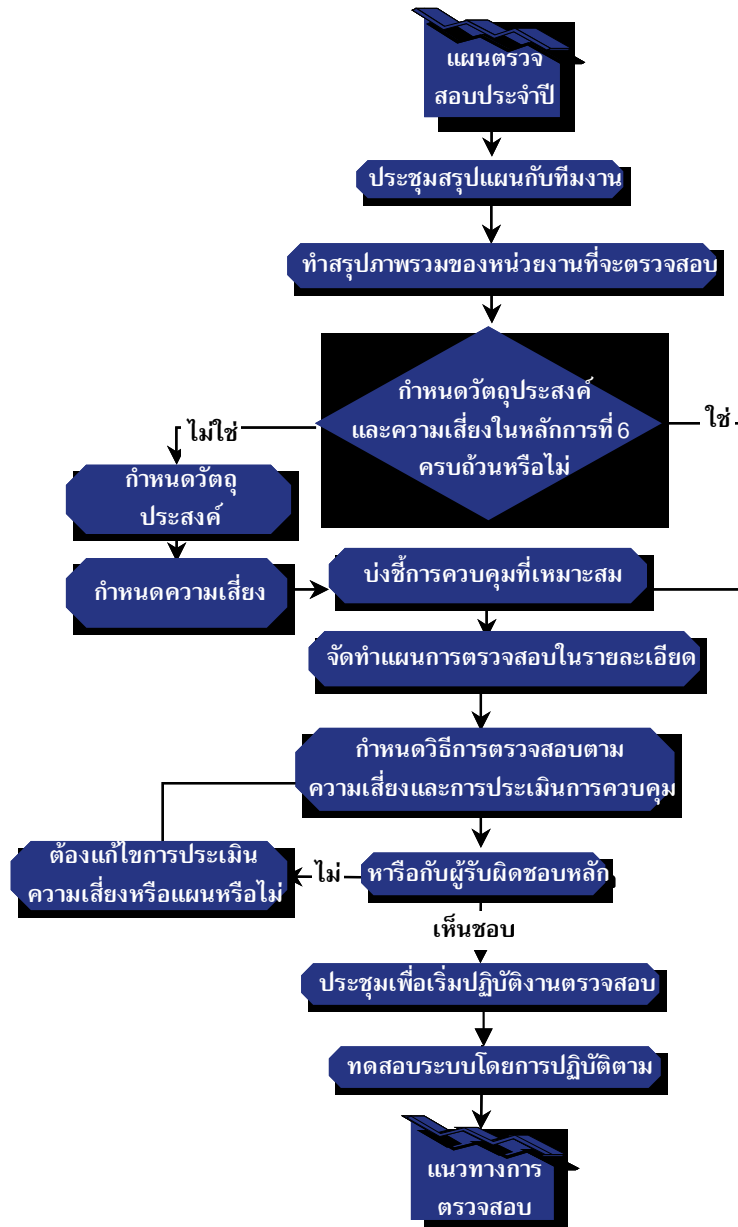 แผนตรวจ
สอบประจำปี
ประชุมสรุปแผนกับทีมงาน
ทำสรุปภาพรวมของหน่วยงานที่จะตรวจสอบ
กำหนดวัตถุประสงค์
และความเสี่ยงในหลักการที่ 6
ครบถ้วนหรือไม่
ไม่ใช่
ใช่
กำหนดวัตถุ
ประสงค์
กำหนดความเสี่ยง
บ่งชี้การควบคุมที่เหมาะสม
จัดทำแผนการตรวจสอบในรายละเอียด
กำหนดวิธีการตรวจสอบตาม
ความเสี่ยงและการประเมินการควบคุม
ต้องแก้ไขการประเมิน
ความเสี่ยงหรือแผนหรือไม่
ไม่
หารือกับผู้รับผิดชอบหลัก
เห็นชอบ
ประชุมเพื่อเริ่มปฏิบัติงานตรวจสอบ
ทดสอบระบบโดยการปฏิบัติตาม
แนวทางการ
ตรวจสอบ